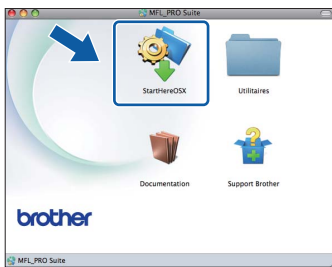 MFL_PRO Suite
StartHereOSX
Utilitaires
Documentation
Support Brother
brother
MFL_PRO Suite